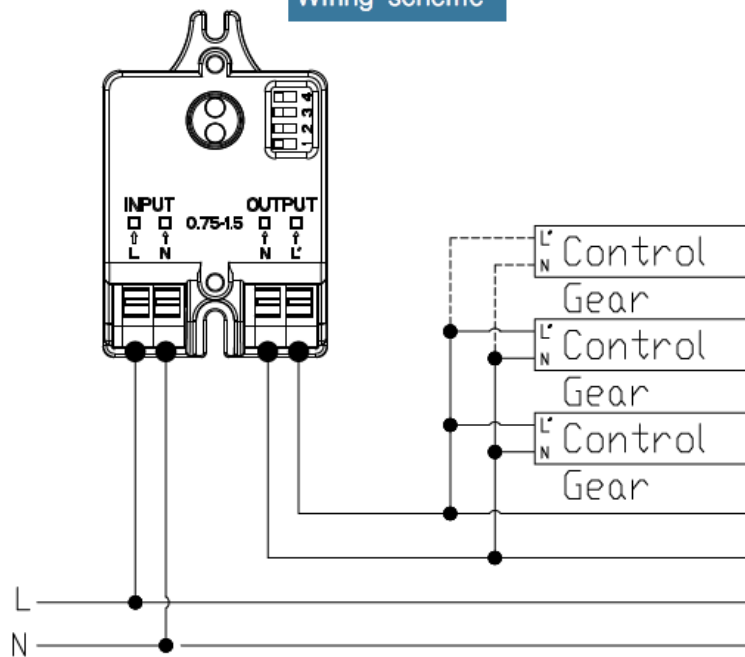 Wiring scheme
4
3
2
1
INPUT 0.75-1.5 OUTPUT
L N N L'
L'
N
Control
Gear
L'
N
Control
Gear
L'
N
Control
Gear
L
N